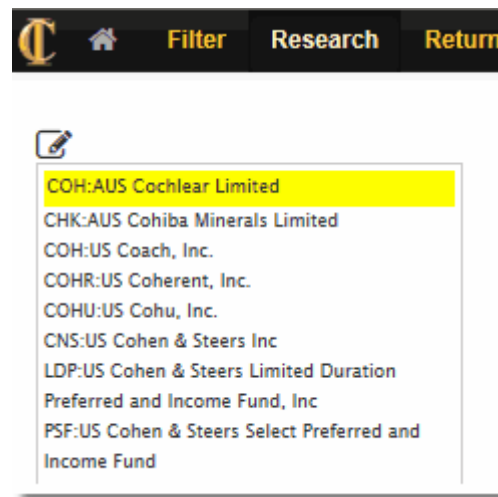 Filter Research Return
COH:AUS Cochlear Limited
CHK:AUS Cohiba Minerals Limited
COH:US Coach, Inc.
COHR:US Coherent, Inc.
COHU:US Cohu, Inc.
CNS:US Cohen & Steers Inc
LDP:US Cohen & Steers Limited Duration
Preferred and Income Fund, Inc
PSF:US Cohen & Steers Select Preferred and
Income Fund